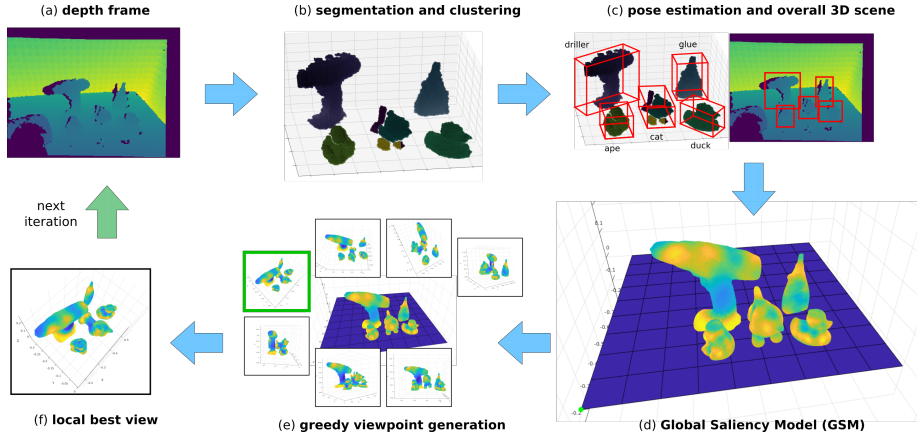 (a) depth frame
(b) segmentation and clustering
(c) pose estimation and overall 3D scene
driller
glue
ape
cat
duck
next
iteration
(f) local best view
(e) greedy viewpoint generation
(d) Global Saliency Model (GSM)